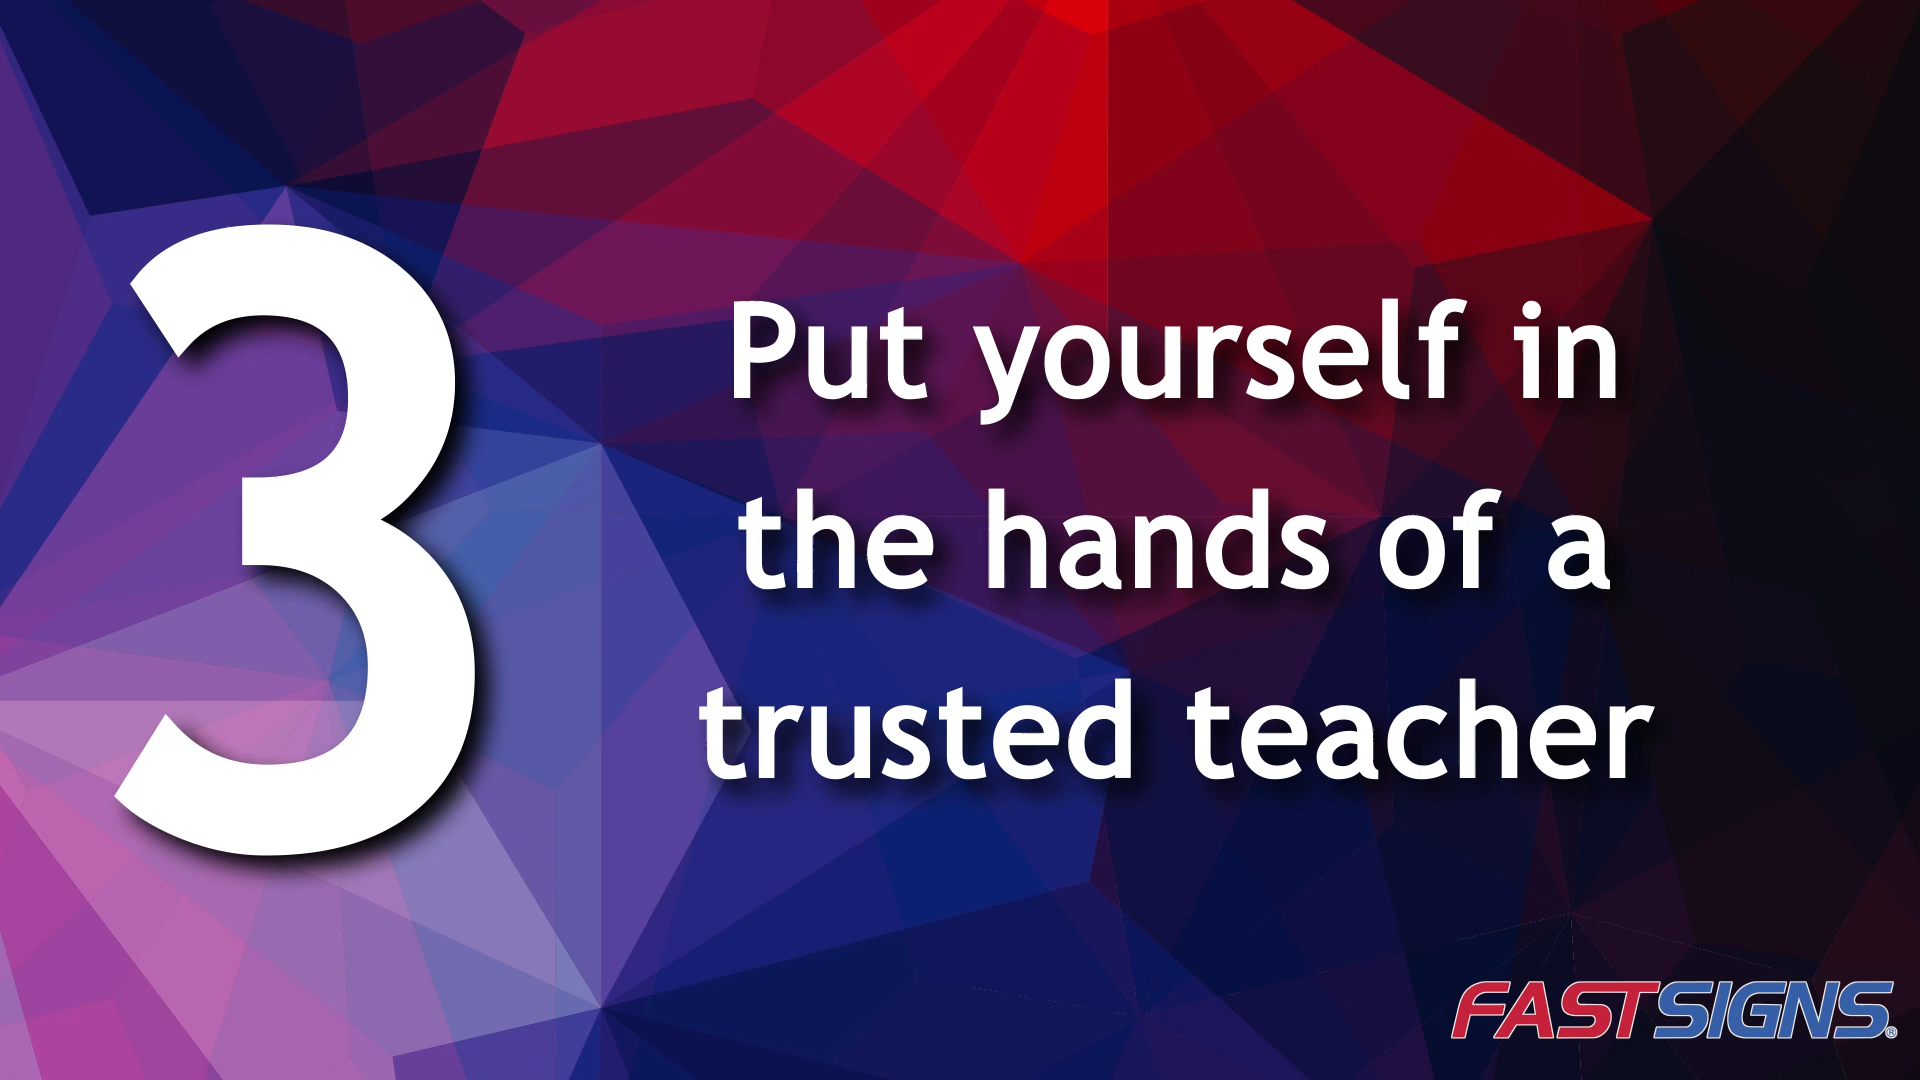 3
Put yourself in
the hands of a
trusted teacher
FASTSIGNS®